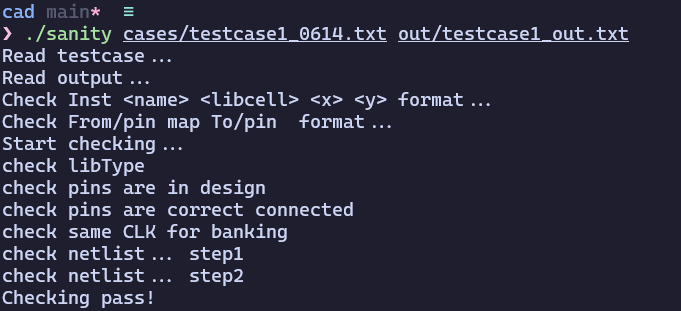 cad main* ≡
❯ ./sanity cases/testcase1_0614.txt out/testcase1_out.txt
Read testcase...
Read output...
Check Inst <name> <libcell> <x> <y> format...
Check From/pin map To/pin  format...
Start checking...
check libType
check pins are in design
check pins are correct connected
check same CLK for banking
check netlist... step1
check netlist... step2
Checking pass!